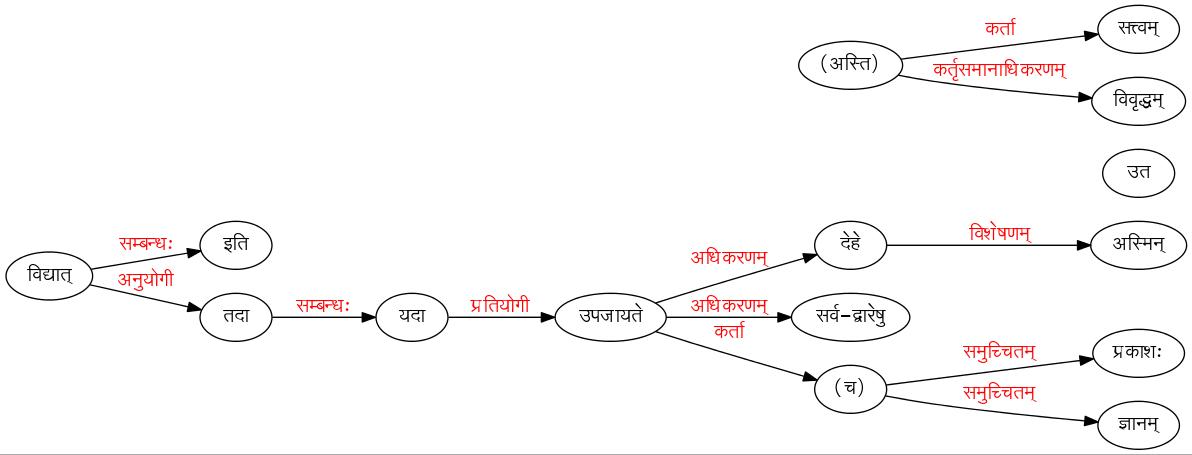 कर्ता
सत्त्वम्
(अस्ति)
कर्तृसमानाधिकरणम्
विवृद्धम्
उत
सम्बन्धः
इति
विद्यात्
अनुयोगी
तदा
सम्बन्धः
यदा
प्रतियोगी
उपजायते
अधिकरणम्
देहे
विशेषणम्
अस्मिन्
अधिकरणम्
सर्व-द्वारेषु
कर्ता
(च)
समुच्चितम्
प्रकाशः
समुच्चितम्
ज्ञानम्